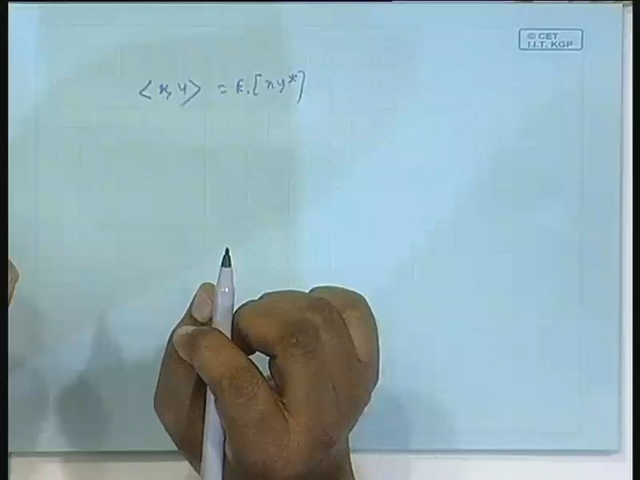 © CET
I.I.T. KGP
<x, y> = E.[xy*]